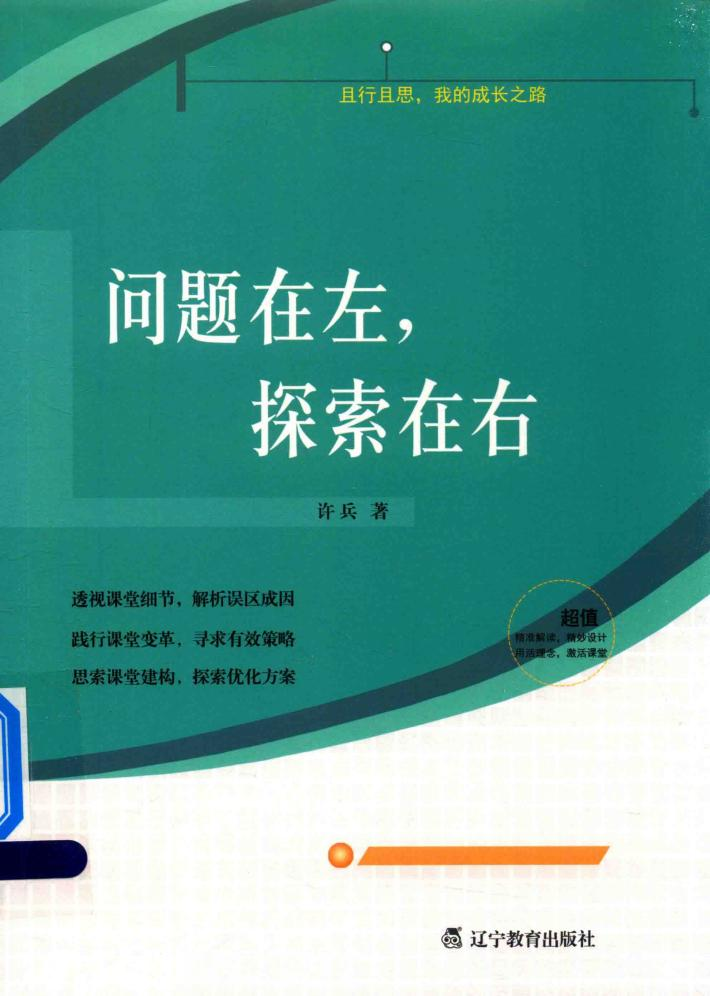 且行且思，我的成长之路
问题在左，
探索在右
许兵 著
透视课堂细节，解析误区成因
践行课堂变革，寻求有效策略
思索课堂建构，探索优化方案
超值
精准解读，精妙设计
用活理念，激活课堂
辽宁教育出版社